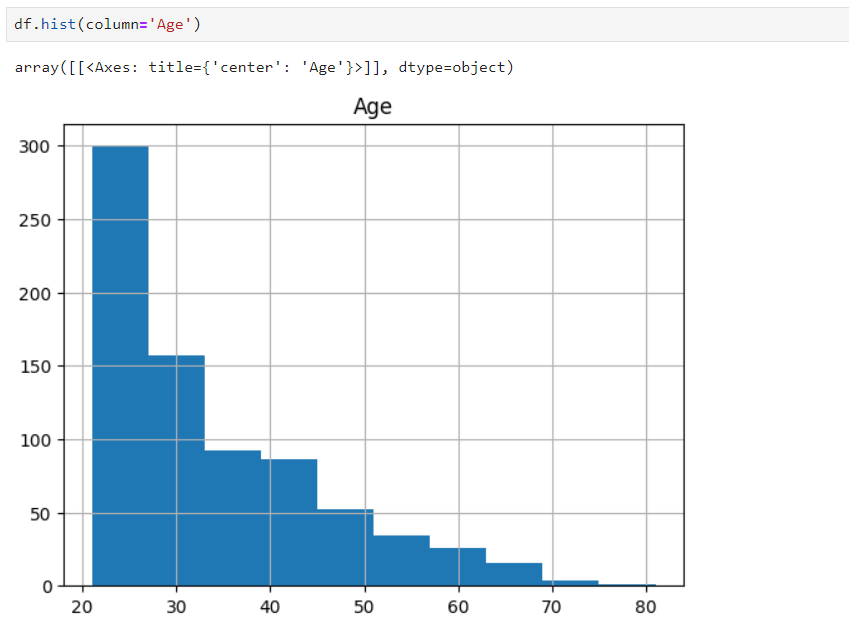 df.hist(column='Age')
array([[<Axes: title={'center': 'Age'}>]], dtype=object)
Age
300
250
200
150
100
50
0
20 30 40 50 60 70 80